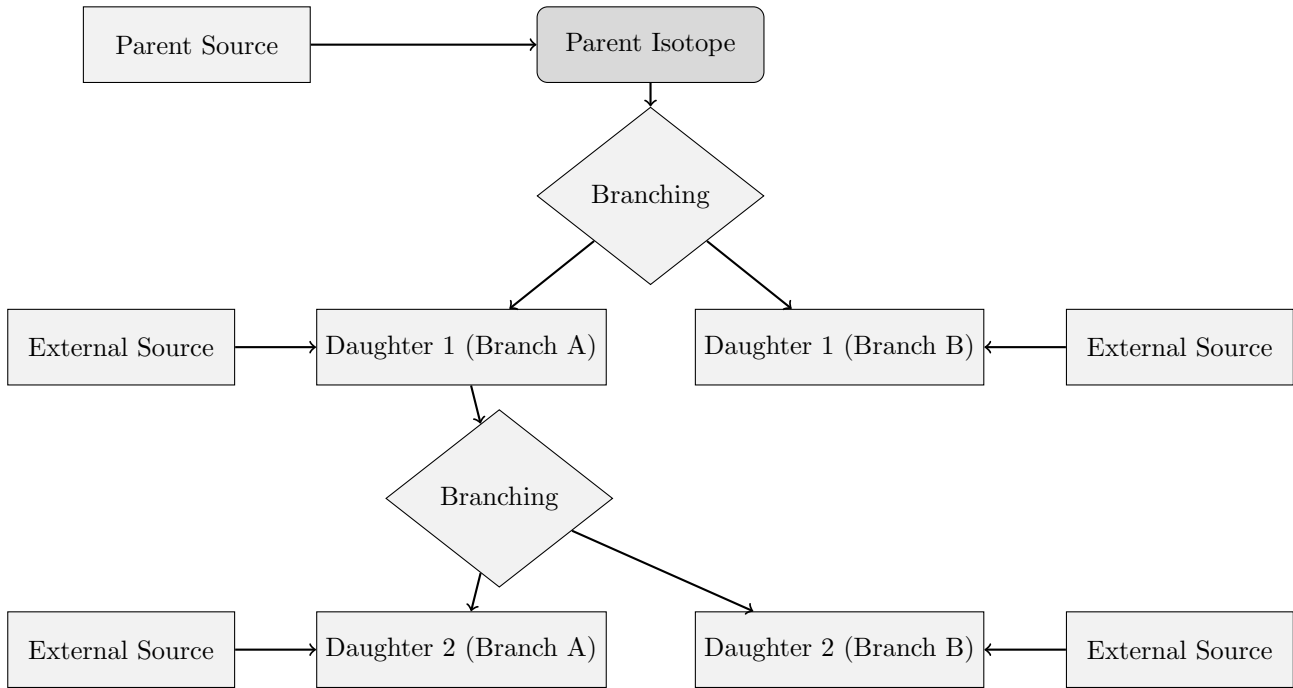 Parent Source
Parent Isotope
Branching
External Source
Daughter 1 (Branch A)
Daughter 1 (Branch B)
External Source
Branching
External Source
Daughter 2 (Branch A)
Daughter 2 (Branch B)
External Source